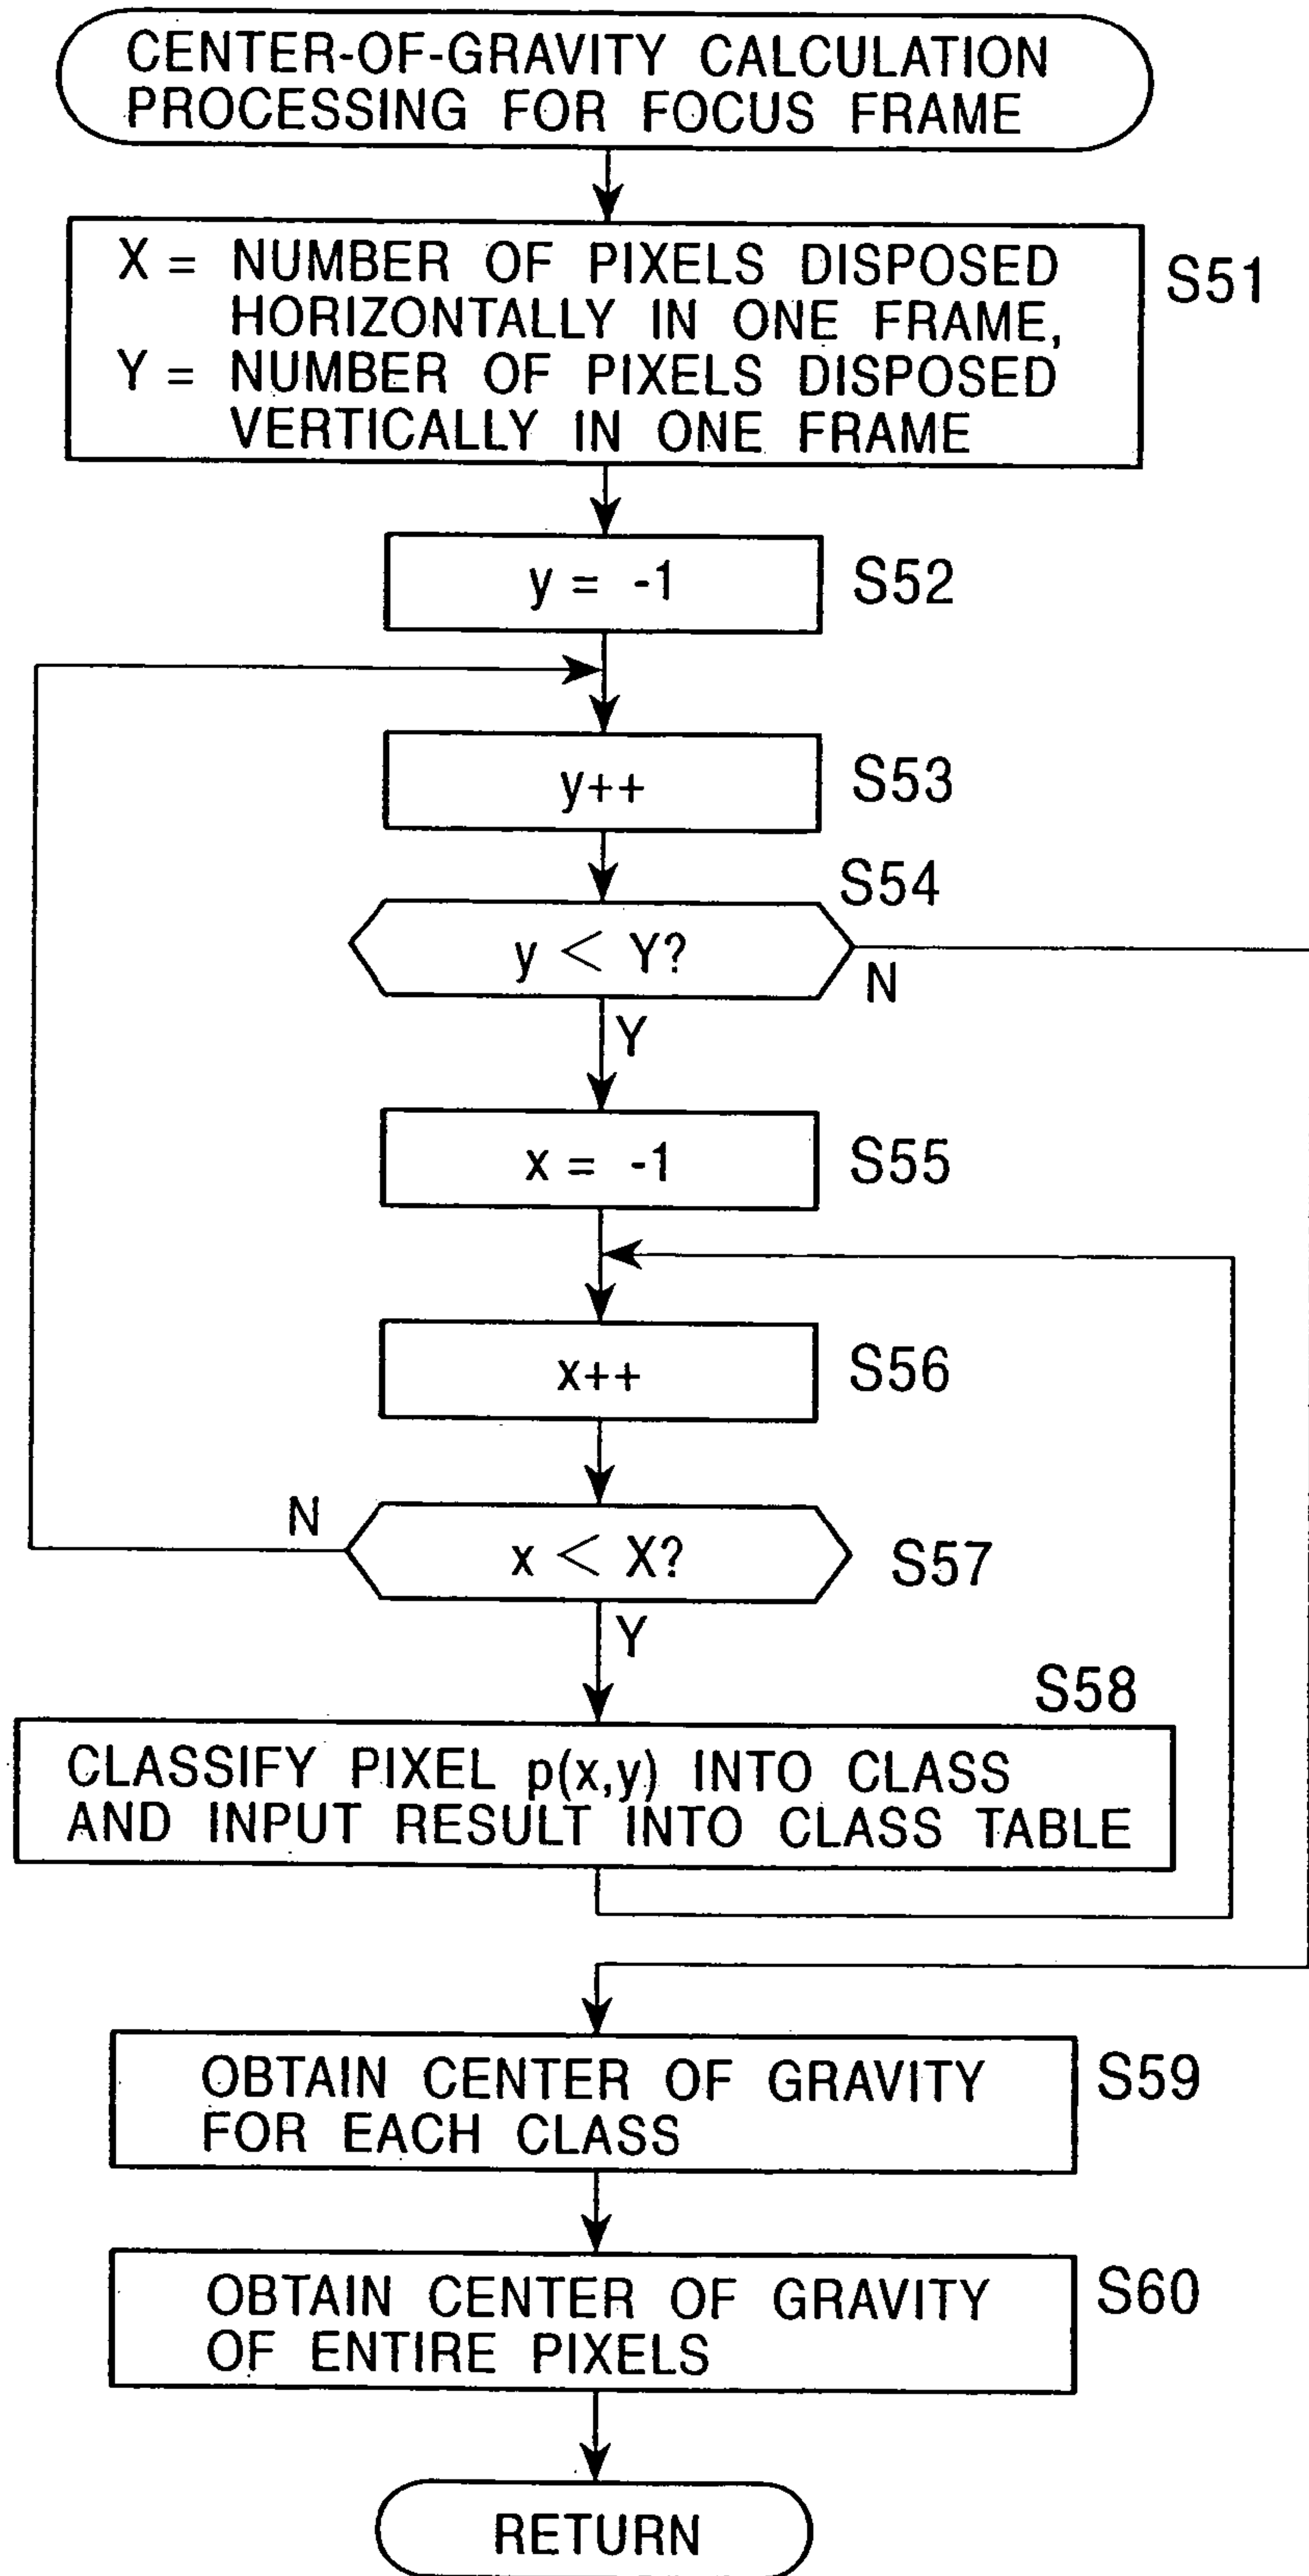 CENTER-OF-GRAVITY CALCULATION
PROCESSING FOR FOCUS FRAME
X = NUMBER OF PIXELS DISPOSED
HORIZONTALLY IN ONE FRAME,
Y = NUMBER OF PIXELS DISPOSED
VERTICALLY IN ONE FRAME
S51
y = -1
S52
y++
S53
S54
y < Y?
N
Y
x = -1
S55
x++
S56
N
x < X?
S57
Y
S58
CLASSIFY PIXEL p(x,y) INTO CLASS
AND INPUT RESULT INTO CLASS TABLE
OBTAIN CENTER OF GRAVITY
FOR EACH CLASS
S59
OBTAIN CENTER OF GRAVITY
OF ENTIRE PIXELS
S60
RETURN